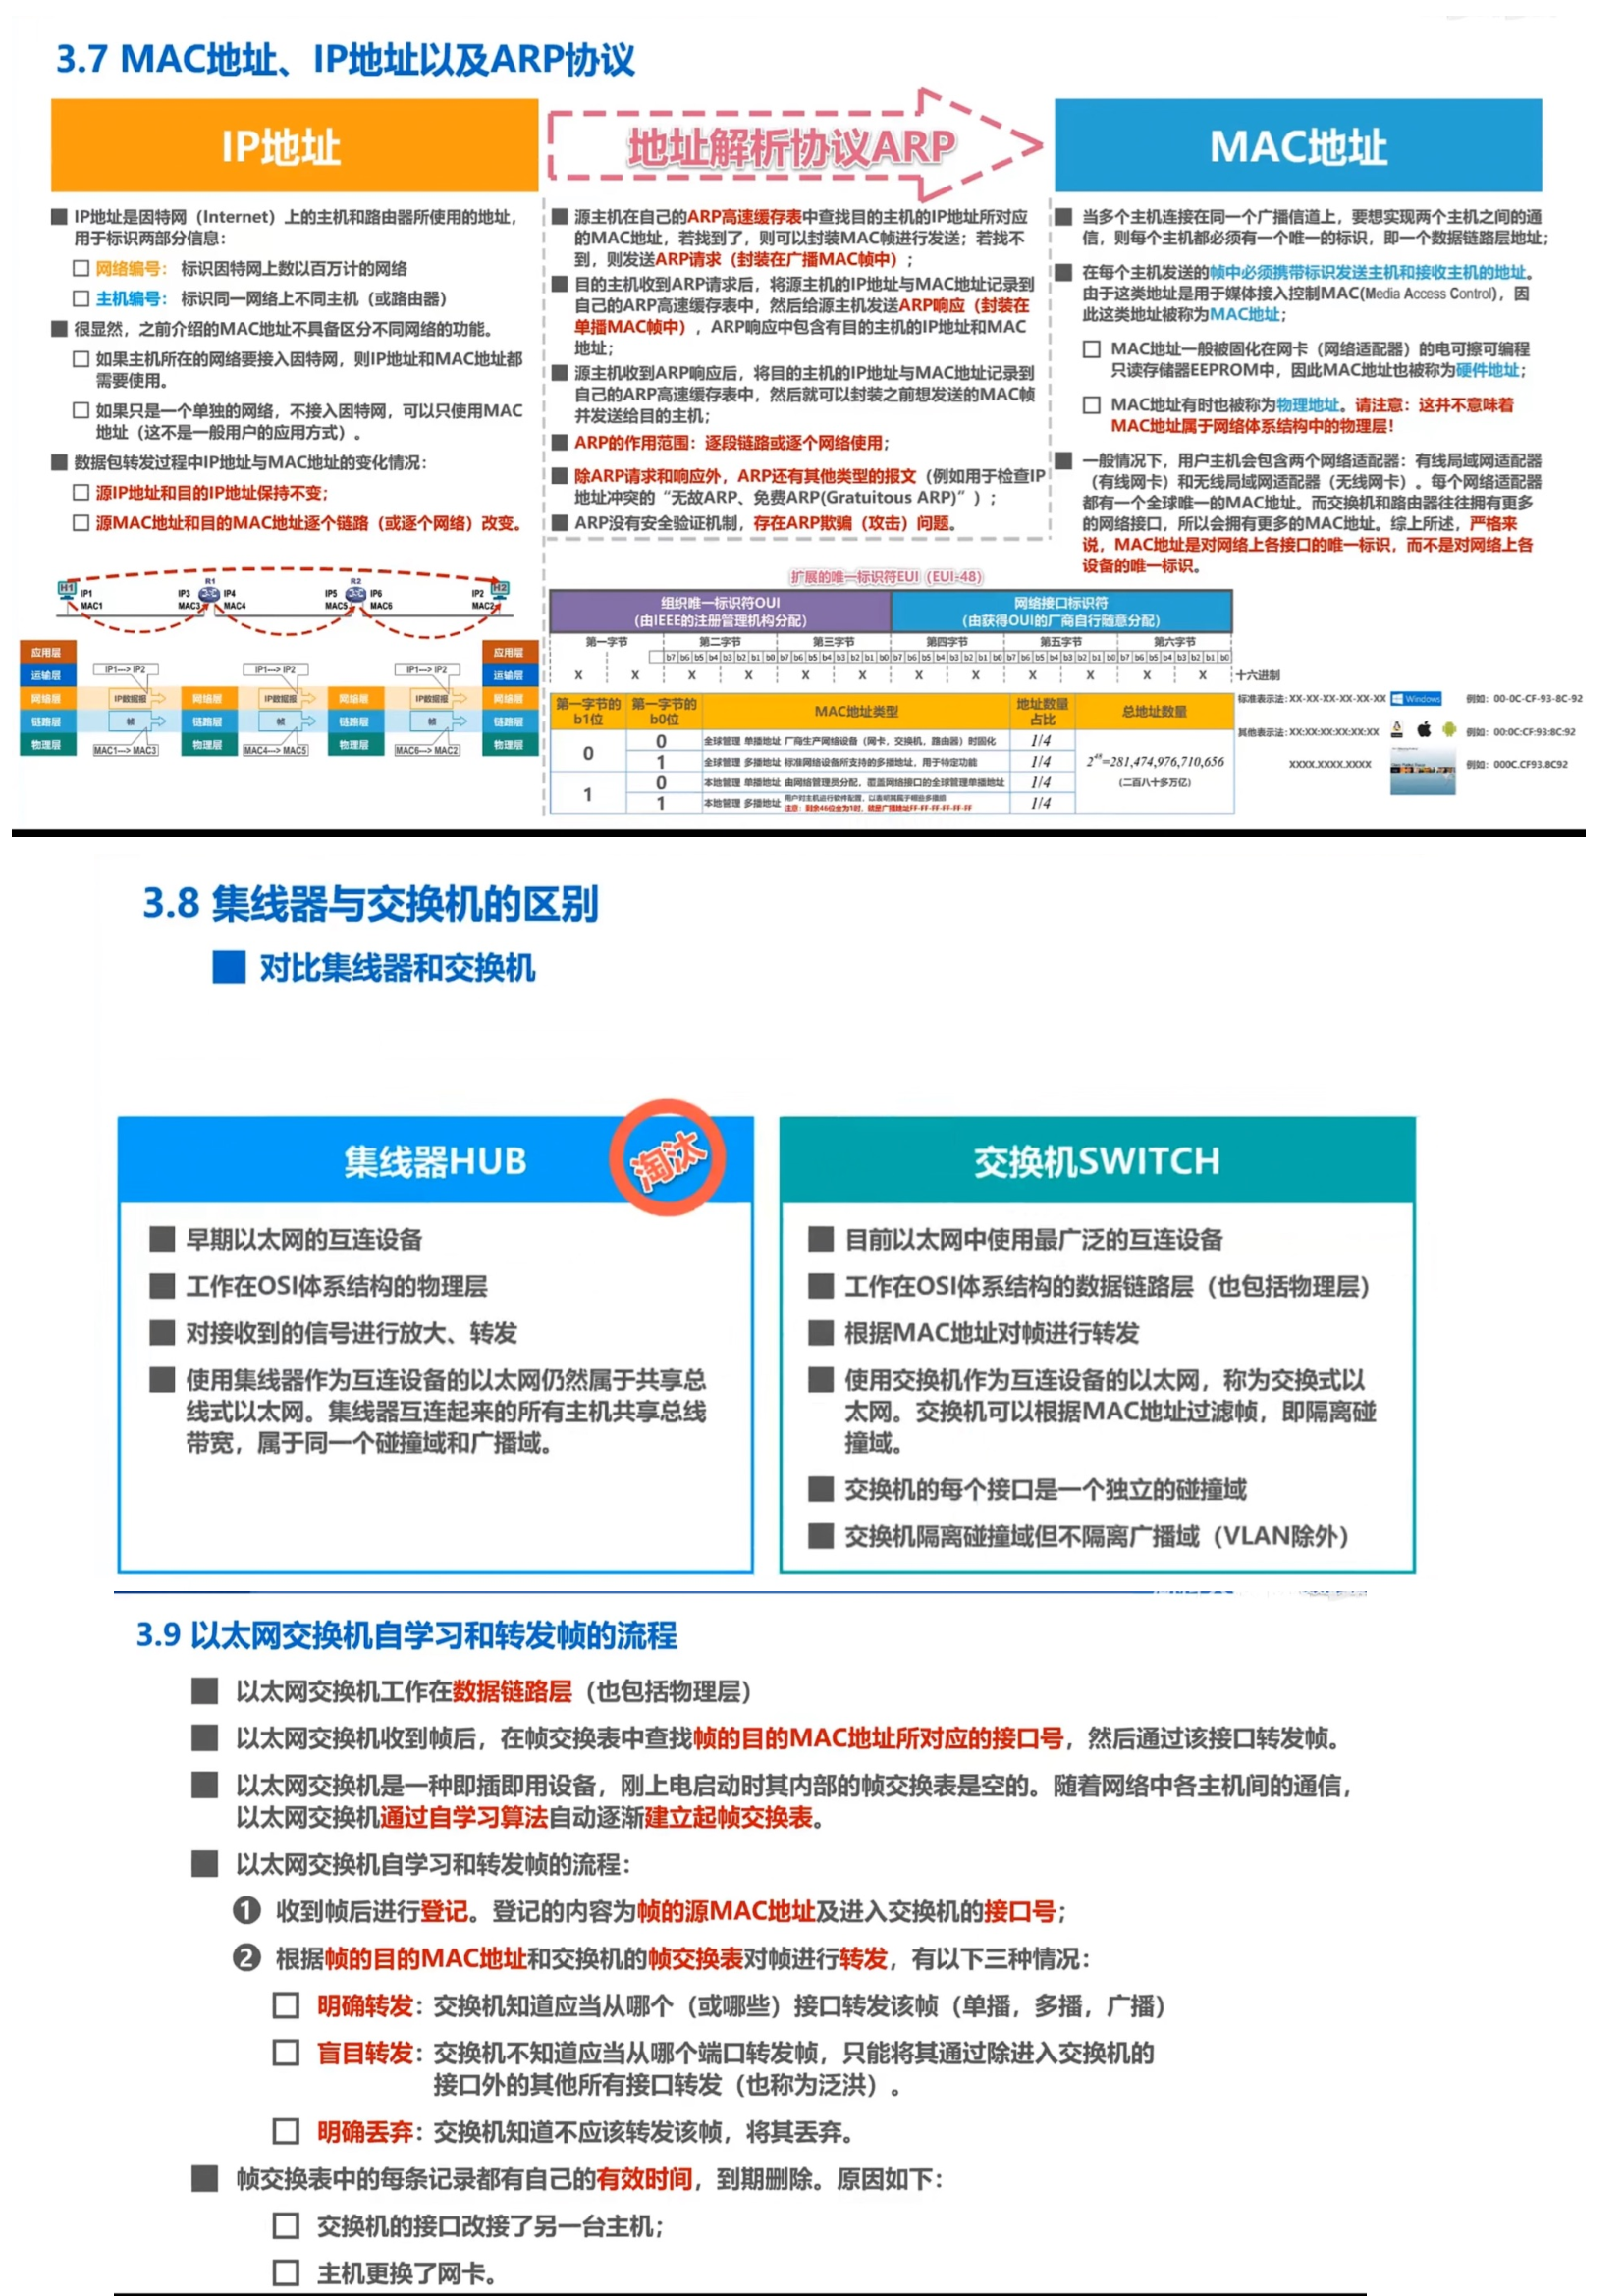 3.7 MAC地址、IP地址以及ARP协议
IP地址
■ IP地址是因特网（Internet）上的主机和路由器所使用的地址，
用于标识两部分信息：
□ 网络编号： 标识因特网上数以百万计的网络
□ 主机编号： 标识同一网络上不同主机（或路由器）
■ 很显然，之前介绍的MAC地址不具备区分不同网络的功能。
□ 如果主机所在的网络要接入因特网，则IP地址和MAC地址都
需要使用。
□ 如果只是一个单独的网络，不接入因特网，可以只使用MAC
地址（这不是一般用户的应用方式）。
■ 数据包转发过程中IP地址与MAC地址的变化情况：
□ 源IP地址和目的IP地址保持不变；
□ 源MAC地址和目的MAC地址逐个链路（或逐个网络）改变。
H1 R1 R2 H2
IP1 IP3 IP4 IP5 IP6 IP2
MAC1 MAC3 MAC4 MAC5 MAC6 MAC2
应用层 应用层
运输层 IP1--->IP2 IP1--->IP2 IP1--->IP2 运输层
网络层 IP数据报 网络层 IP数据报 网络层 IP数据报 网络层
链路层 帧 链路层 帧 链路层 帧 链路层
物理层 MAC1--->MAC3 物理层 MAC4--->MAC5 物理层 MAC6--->MAC2 物理层
地址解析协议ARP
■ 源主机在自己的ARP高速缓存表中查找目的主机的IP地址所对应
的MAC地址，若找到了，则可以封装MAC帧进行发送；若找不
到，则发送ARP请求（封装在广播MAC帧中）；
■ 目的主机收到ARP请求后，将源主机的IP地址与MAC地址记录到
自己的ARP高速缓存表中，然后给源主机发送ARP响应（封装在
单播MAC帧中），ARP响应中包含有目的主机的IP地址和MAC
地址；
■ 源主机收到ARP响应后，将目的主机的IP地址与MAC地址记录到
自己的ARP高速缓存表中，然后就可以封装之前想发送的MAC帧
并发送给目的主机；
■ ARP的作用范围：逐段链路或逐个网络使用；
■ 除ARP请求和响应外，ARP还有其他类型的报文（例如用于检查IP
地址冲突的“无故ARP、免费ARP(Gratuitous ARP)”）；
■ ARP没有安全验证机制，存在ARP欺骗（攻击）问题。
MAC地址
■ 当多个主机连接在同一个广播信道上，要想实现两个主机之间的通
信，则每个主机都必须有一个唯一的标识，即一个数据链路层地址；
■ 在每个主机发送的帧中必须携带标识发送主机和接收主机的地址。
由于这类地址是用于媒体接入控制MAC(Media Access Control)，因
此这类地址被称为MAC地址；
□ MAC地址一般被固化在网卡（网络适配器）的电可擦可编程
只读存储器EEPROM中，因此MAC地址也被称为硬件地址；
□ MAC地址有时也被称为物理地址。请注意：这并不意味着
MAC地址属于网络体系结构中的物理层！
■ 一般情况下，用户主机会包含两个网络适配器：有线局域网适配器
（有线网卡）和无线局域网适配器（无线网卡）。每个网络适配器
都有一个全球唯一的MAC地址。而交换机和路由器往往拥有更多
的网络接口，所以会拥有更多的MAC地址。综上所述，严格来
说，MAC地址是对网络上各接口的唯一标识，而不是对网络上各
设备的唯一标识。
扩展的唯一标识符EUI（EUI-48）
组织唯一标识符OUI 网络接口标识符
（由IEEE的注册管理机构分配） （由获得OUI的厂商自行随意分配）
第一字节 第二字节 第三字节 第四字节 第五字节 第六字节
b7 b6 b5 b4 b3 b2 b1 b0 b7 b6 b5 b4 b3 b2 b1 b0 b7 b6 b5 b4 b3 b2 b1 b0 b7 b6 b5 b4 b3 b2 b1 b0 b7 b6 b5 b4 b3 b2 b1 b0
X X X X X X X X X X X X 十六进制
第一字节的b1位 第一字节的b0位 MAC地址类型 地址数量占比 总地址数量
0 0 全球管理 单播地址 厂商生产网络设备（网卡，交换机，路由器）时固化 1/4
1 全球管理 多播地址 标准网络设备所支持的多播地址，用于特定功能 1/4
1 0 本地管理 单播地址 由网络管理员分配，覆盖网络接口的全球管理单播地址 1/4
1 本地管理 多播地址 用户对主机进行软件配置，以表明其属于哪些多播组 1/4
注意：剩余46位全为1时，就是广播地址FF-FF-FF-FF-FF-FF
2^48=281,474,976,710,656
（二百八十多万亿）
标准表示法：XX-XX-XX-XX-XX-XX Windows 例如：00-0C-CF-93-8C-92
其他表示法：XX:XX:XX:XX:XX:XX 例如：00:0C:CF:93:8C:92
XXXX.XXXX.XXXX 例如：000C.CF93.8C92
3.8 集线器与交换机的区别
■ 对比集线器和交换机
集线器HUB
淘汰
■ 早期以太网的互连设备
■ 工作在OSI体系结构的物理层
■ 对接收到的信号进行放大、转发
■ 使用集线器作为互连设备的以太网仍然属于共享总
线式以太网。集线器互连起来的所有主机共享总线
带宽，属于同一个碰撞域和广播域。
交换机SWITCH
■ 目前以太网中使用最广泛的互连设备
■ 工作在OSI体系结构的数据链路层（也包括物理层）
■ 根据MAC地址对帧进行转发
■ 使用交换机作为互连设备的以太网，称为交换式以
太网。交换机可以根据MAC地址过滤帧，即隔离碰
撞域。
■ 交换机的每个接口是一个独立的碰撞域
■ 交换机隔离碰撞域但不隔离广播域（VLAN除外）
3.9 以太网交换机自学习和转发帧的流程
■ 以太网交换机工作在数据链路层（也包括物理层）
■ 以太网交换机收到帧后，在帧交换表中查找帧的目的MAC地址所对应的接口号，然后通过该接口转发帧。
■ 以太网交换机是一种即插即用设备，刚上电启动时其内部的帧交换表是空的。随着网络中各主机间的通信，
以太网交换机通过自学习算法自动逐渐建立起帧交换表。
■ 以太网交换机自学习和转发帧的流程：
❶ 收到帧后进行登记。登记的内容为帧的源MAC地址及进入交换机的接口号；
❷ 根据帧的目的MAC地址和交换机的帧交换表对帧进行转发，有以下三种情况：
□ 明确转发：交换机知道应当从哪个（或哪些）接口转发该帧（单播，多播，广播）
□ 盲目转发：交换机不知道应当从哪个端口转发帧，只能将其通过除进入交换机的
接口外的其他所有接口转发（也称为泛洪）。
□ 明确丢弃：交换机知道不应该转发该帧，将其丢弃。
■ 帧交换表中的每条记录都有自己的有效时间，到期删除。原因如下：
□ 交换机的接口改接了另一台主机；
□ 主机更换了网卡。